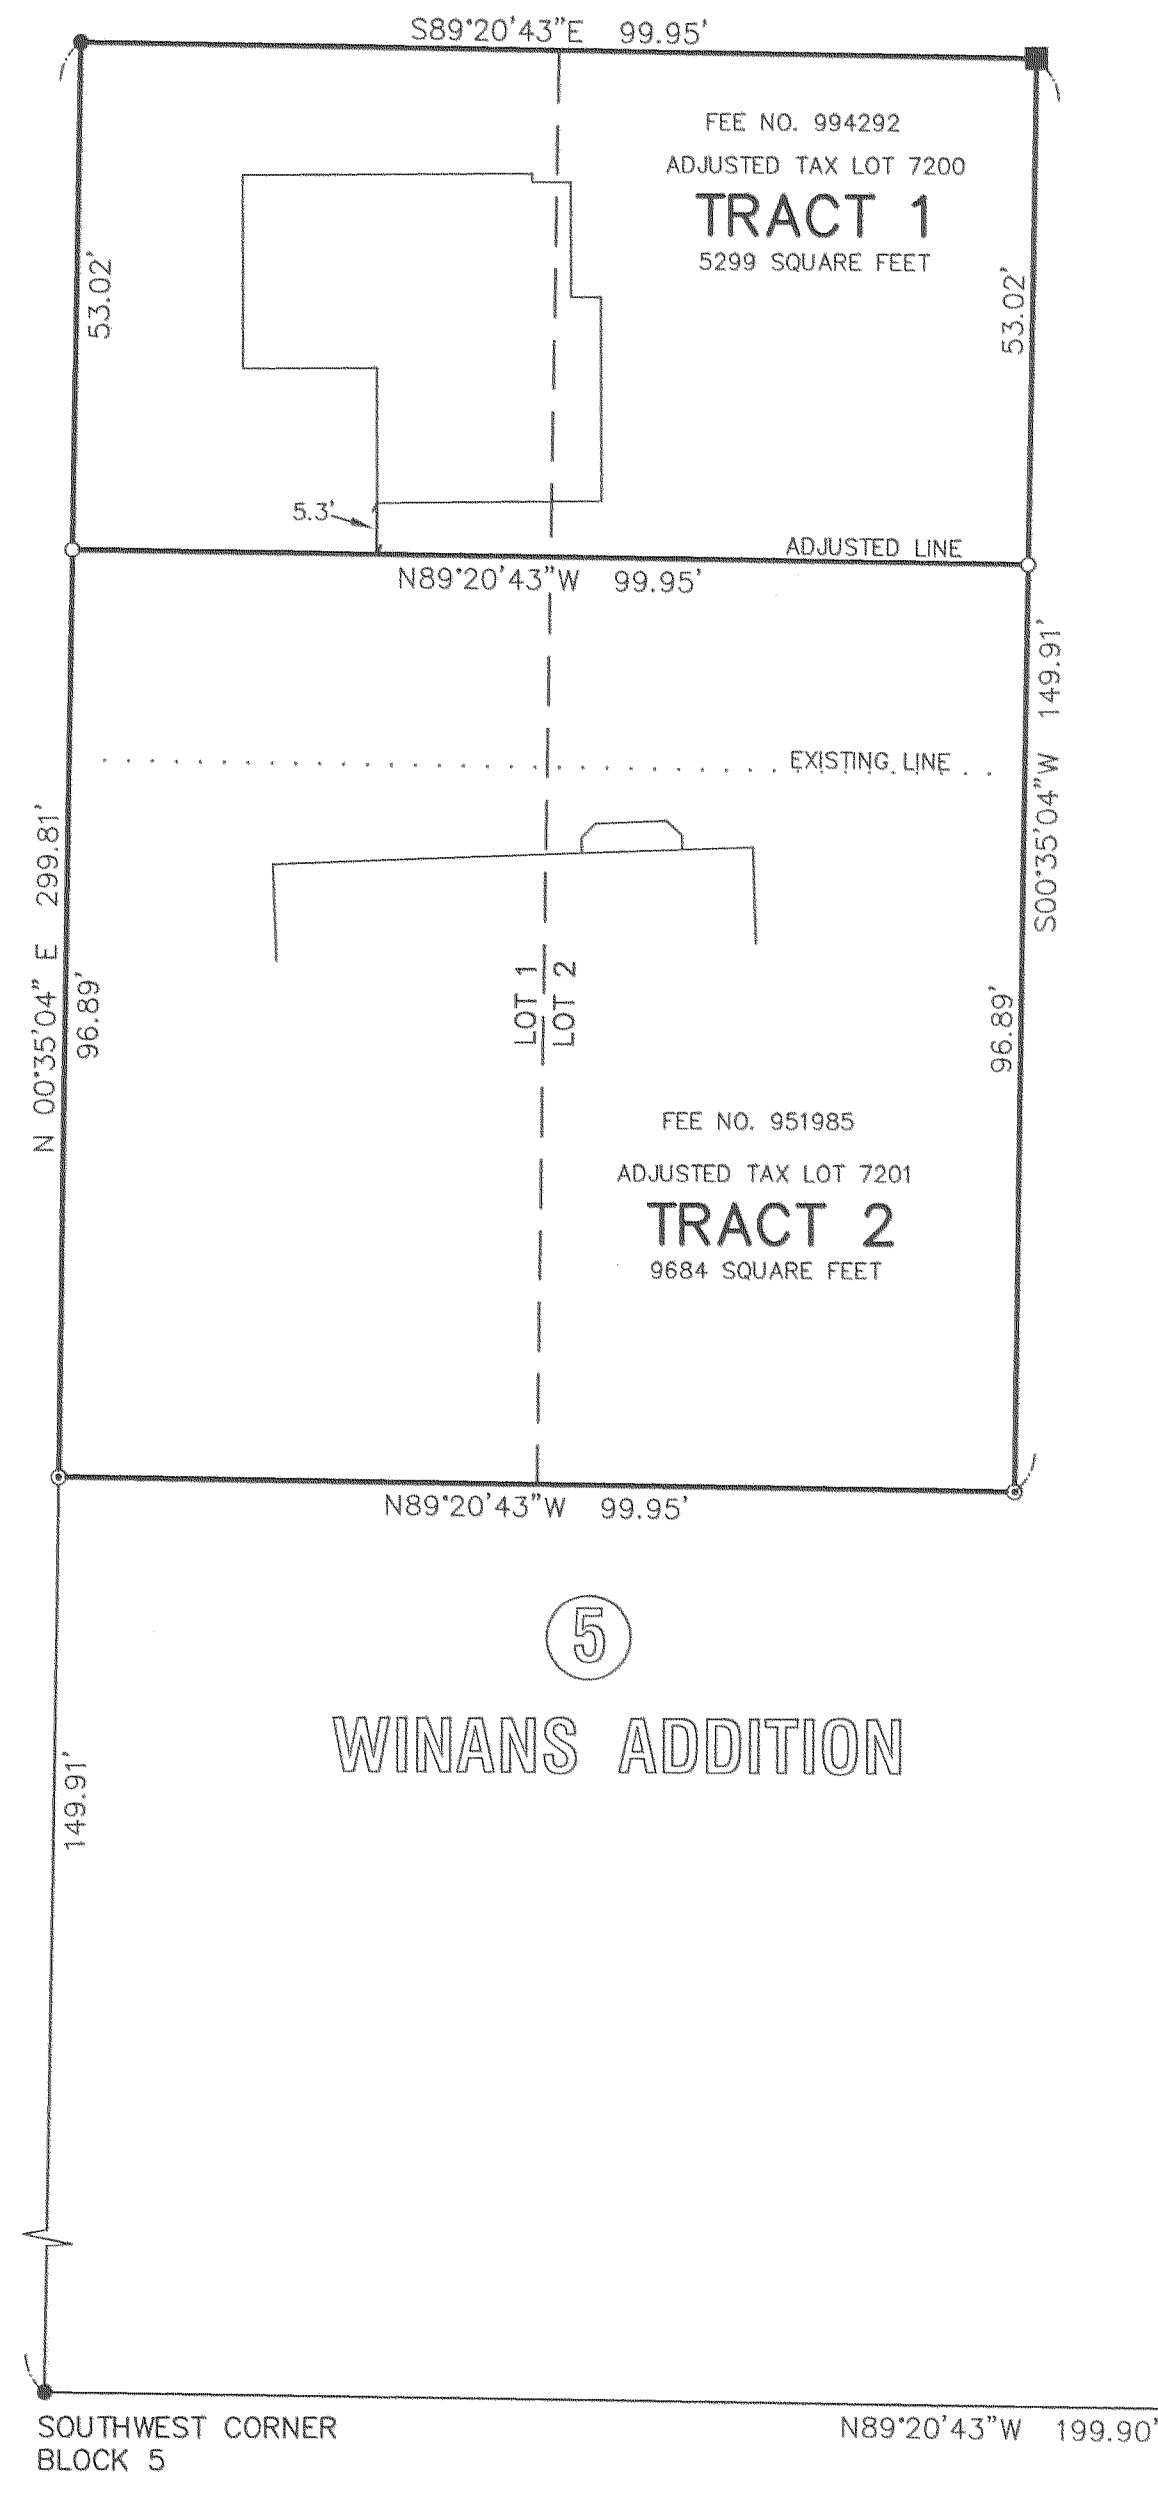 S89°20'43"E 99.95'
FEE NO. 994292
ADJUSTED TAX LOT 7200
TRACT 1
5299 SQUARE FEET
53.02'
53.02'
5.3'
ADJUSTED LINE
N89°20'43"W 99.95'
S00°35'04"W 149.91'
EXISTING LINE
N 00°35'04" E 299.81'
96.89'
LOT 1
LOT 2
96.89'
FEE NO. 951985
ADJUSTED TAX LOT 7201
TRACT 2
9684 SQUARE FEET
N89°20'43"W 99.95'
5
WINANS ADDITION
149.91'
SOUTHWEST CORNER
BLOCK 5
N89°20'43"W 199.90'